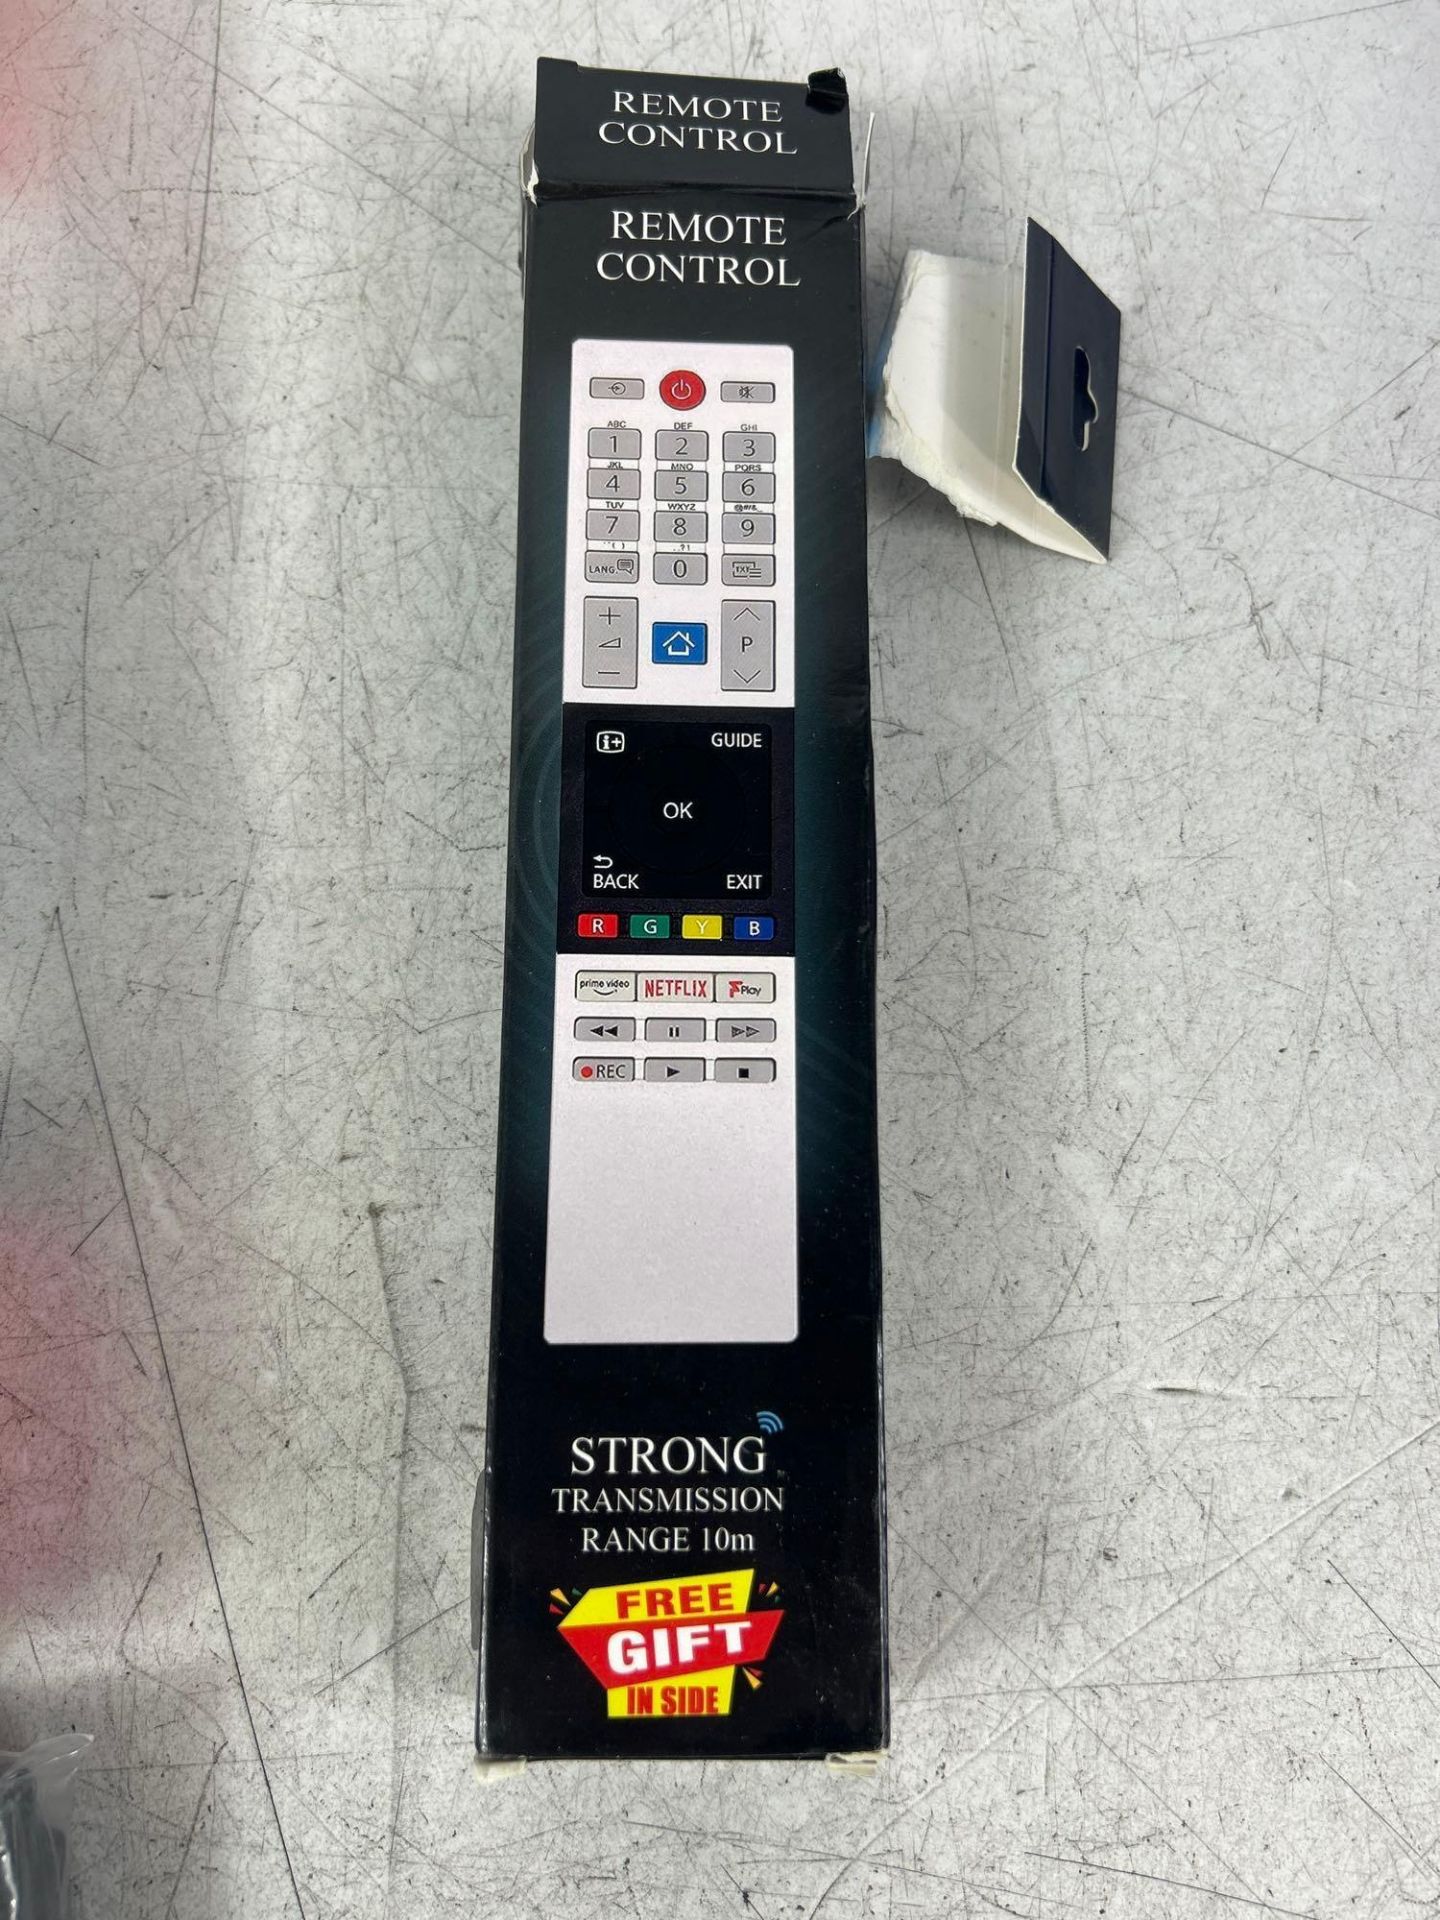 REMOTE
CONTROL
REMOTE
CONTROL
ABC DEF GHI
1 2 3
JKL MNO PQRS
4 5 6
TUV WXYZ @#/&_
7 8 9
LANG. 0 TXT
+ P
−
i+ GUIDE
OK
BACK EXIT
R G Y B
prime video NETFLIX F Play
REC
STRONG
TRANSMISSION
RANGE 10m
FREE
GIFT
IN SIDE